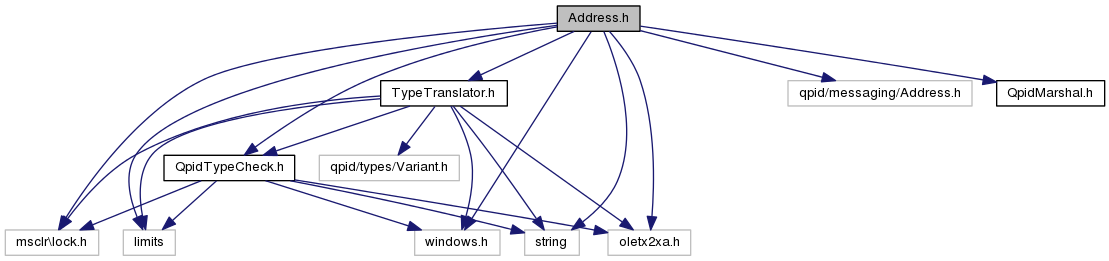 Address.h
TypeTranslator.h
qpid/messaging/Address.h
QpidMarshal.h
QpidTypeCheck.h
qpid/types/Variant.h
msclr\lock.h
limits
windows.h
string
oletx2xa.h